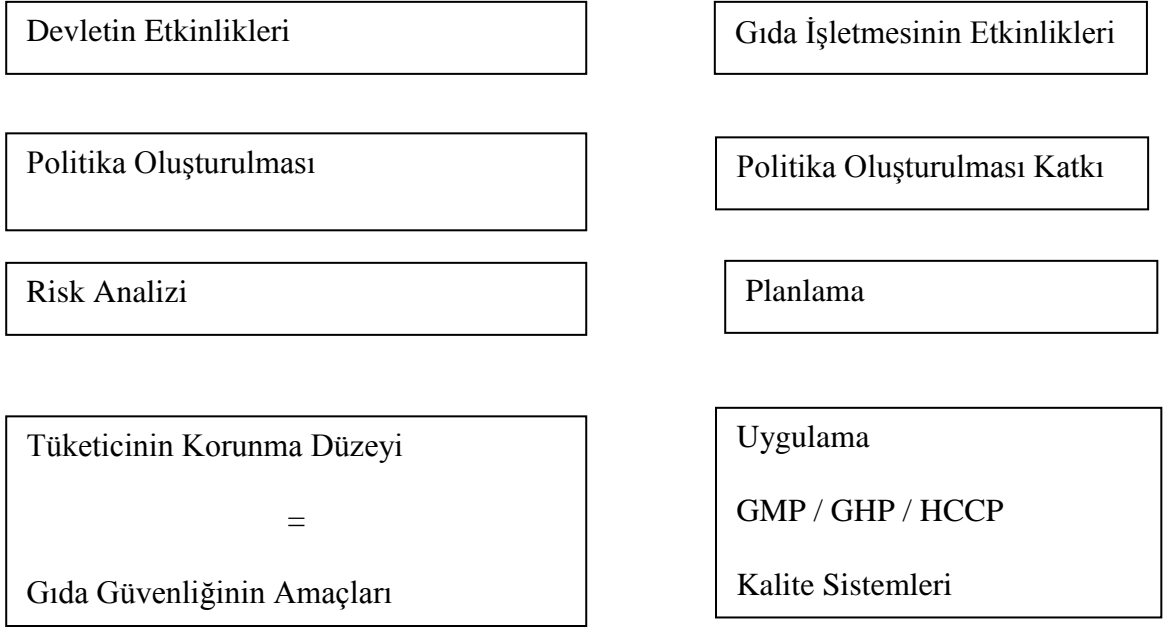 Devletin Etkinlikleri
Gıda İşletmesinin Etkinlikleri
Politika Oluşturulması
Politika Oluşturulması Katkı
Risk Analizi
Planlama
Tüketicinin Korunma Düzeyi
=
Gıda Güvenliğinin Amaçları
Uygulama
GMP / GHP / HCCP
Kalite Sistemleri